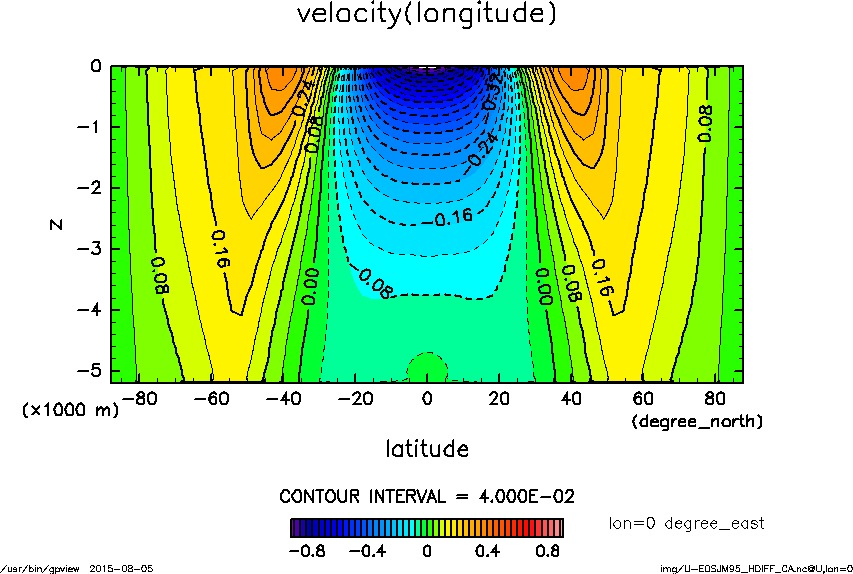 velocity(longitude)
0
-1
-2
-3
-4
-5
z
0.24
0.08
-0.32
-0.24
-0.16
-0.08
0.08
0.16
0.08
0.00
0.00
0.08
0.16
-80 -60 -40 -20 0 20 40 60 80
(×1000 m)
(degree_north)
latitude
CONTOUR INTERVAL = 4.000E-02
-0.8 -0.4 0 0.4 0.8
lon=0 degree_east
/usr/bin/gpview 2015-08-05
img/U-EOSJM95_HDIFF_CA.nc@U,lon=0